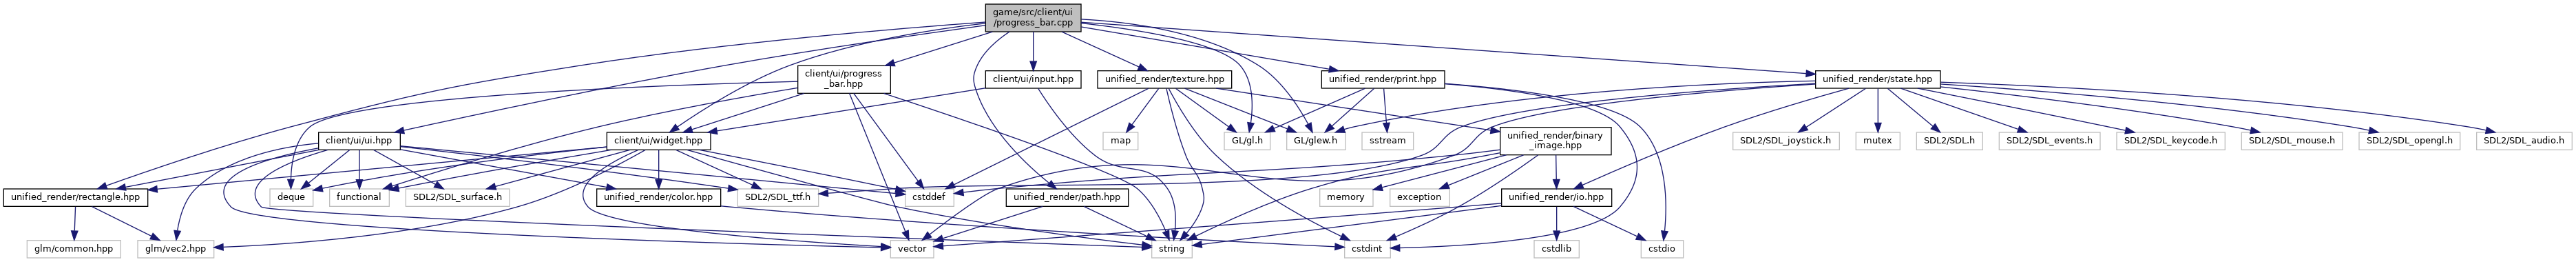 game/src/client/ui
/progress_bar.cpp
client/ui/progress
_bar.hpp
client/ui/input.hpp
unified_render/texture.hpp
unified_render/print.hpp
unified_render/state.hpp
client/ui/ui.hpp
client/ui/widget.hpp
map
GL/gl.h
GL/glew.h
sstream
unified_render/binary
_image.hpp
SDL2/SDL_joystick.h
mutex
SDL2/SDL.h
SDL2/SDL_events.h
SDL2/SDL_keycode.h
SDL2/SDL_mouse.h
SDL2/SDL_opengl.h
SDL2/SDL_audio.h
unified_render/rectangle.hpp
deque
functional
SDL2/SDL_surface.h
unified_render/color.hpp
SDL2/SDL_ttf.h
cstddef
unified_render/path.hpp
memory
exception
unified_render/io.hpp
glm/common.hpp
glm/vec2.hpp
vector
string
cstdint
cstdlib
cstdio